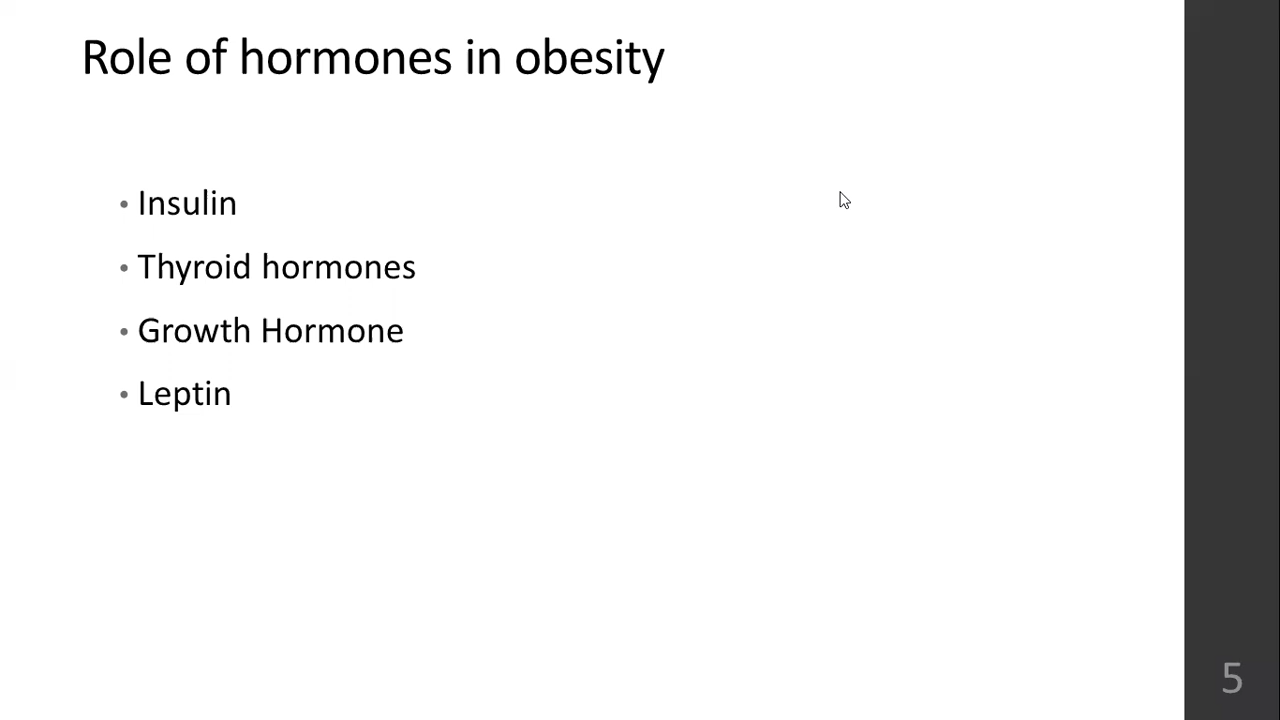 Role of hormones in obesity
• Insulin
• Thyroid hormones
• Growth Hormone
• Leptin
5